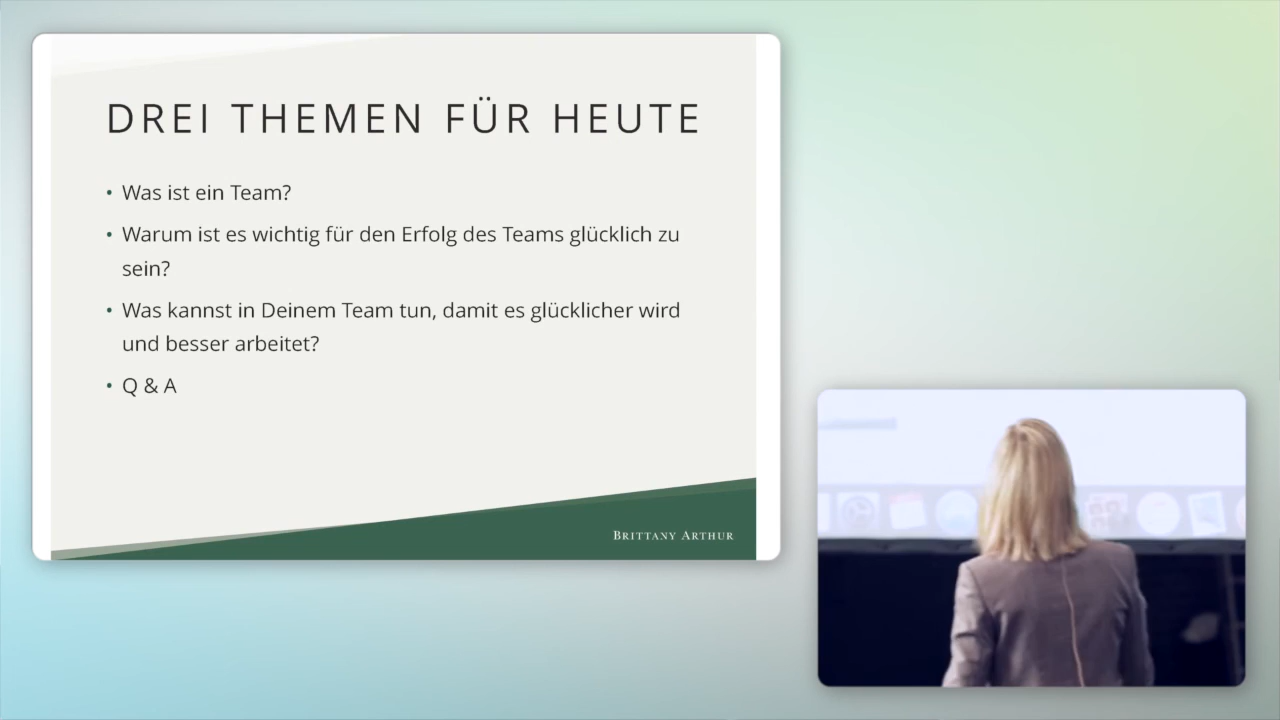 DREI THEMEN FÜR HEUTE
• Was ist ein Team?
• Warum ist es wichtig für den Erfolg des Teams glücklich zu
sein?
• Was kannst in Deinem Team tun, damit es glücklicher wird
und besser arbeitet?
• Q & A
Brittany Arthur